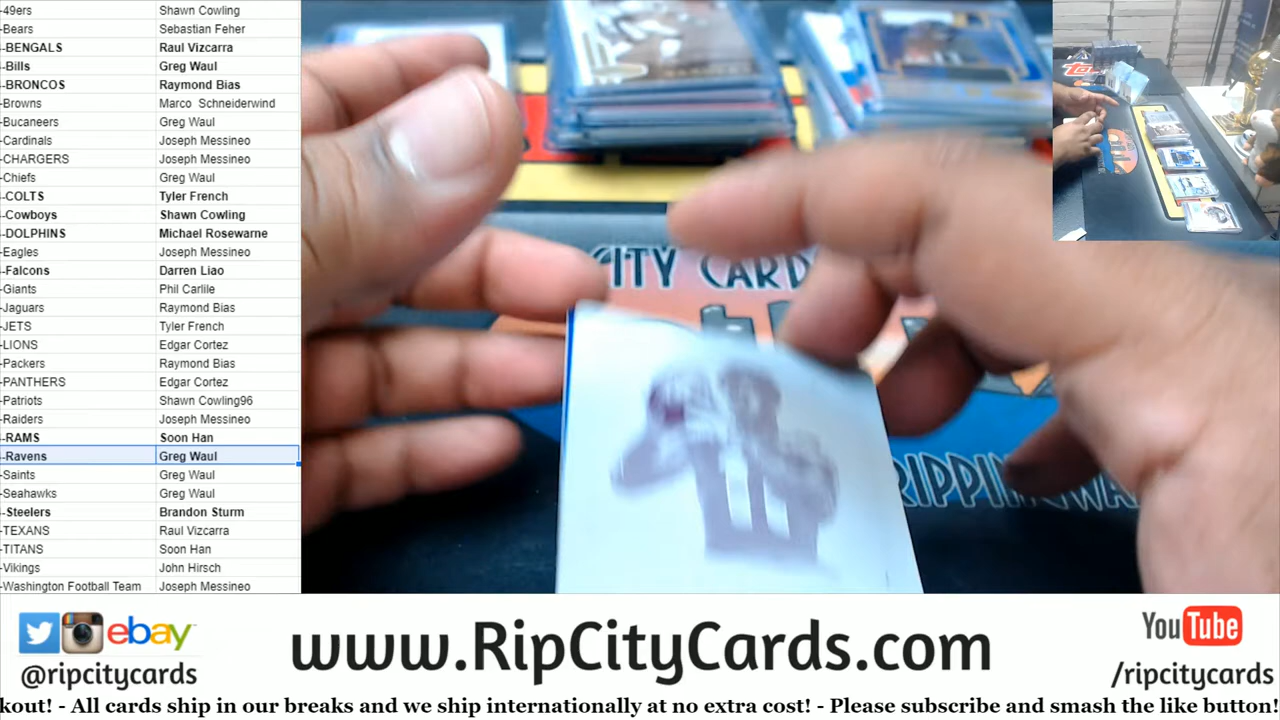 -49ers Shawn Cowling
-Bears Sebastian Feher
-BENGALS Raul Vizcarra
-Bills Greg Waul
-BRONCOS Raymond Bias
-Browns Marco Schneiderwind
-Bucaneers Greg Waul
-Cardinals Joseph Messineo
-CHARGERS Joseph Messineo
-Chiefs Greg Waul
-COLTS Tyler French
-Cowboys Shawn Cowling
-DOLPHINS Michael Rosewarne
-Eagles Joseph Messineo
-Falcons Darren Liao
-Giants Phil Carlile
-Jaguars Raymond Bias
-JETS Tyler French
-LIONS Edgar Cortez
-Packers Raymond Bias
-PANTHERS Edgar Cortez
-Patriots Shawn Cowling96
-Raiders Joseph Messineo
-RAMS Soon Han
-Ravens Greg Waul
-Saints Greg Waul
-Seahawks Greg Waul
-Steelers Brandon Sturm
-TEXANS Raul Vizcarra
-TITANS Soon Han
-Vikings John Hirsch
-Washington Football Team Joseph Messineo
CITY CARD
RIPPIN
ebay
@ripcitycards
www.RipCityCards.com
YouTube
/ripcitycards
kout! - All cards ship in our breaks and we ship internationally at no extra cost! - Please subscribe and smash the like button!